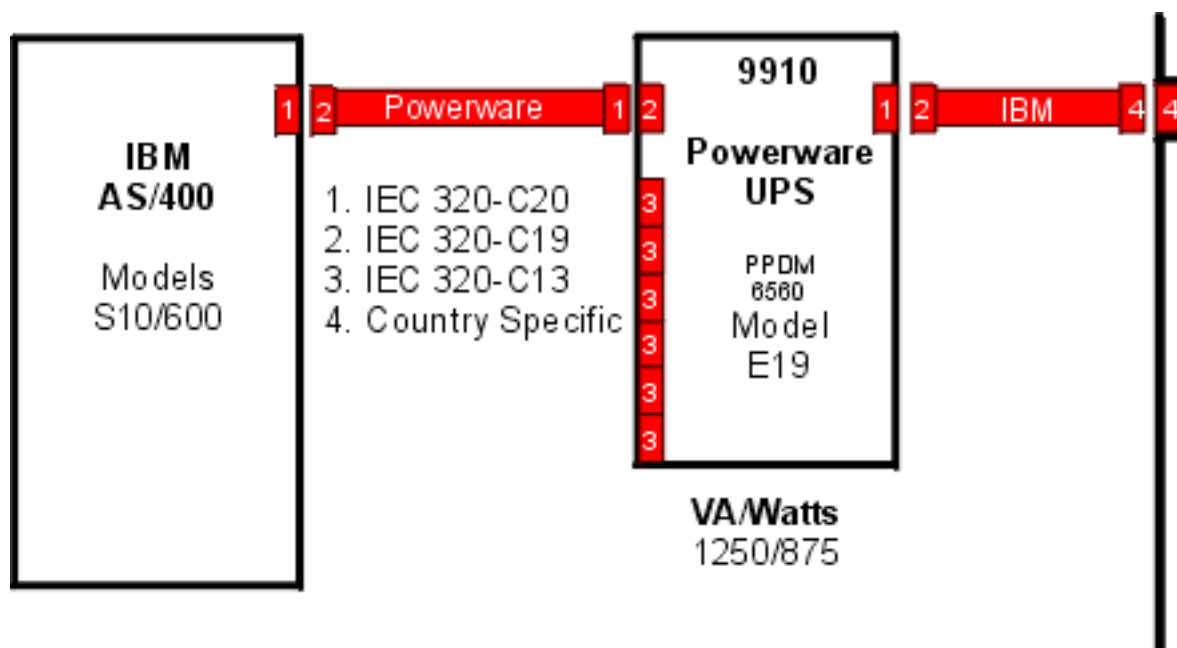 IBM
AS/400
Models
S10/600
1
2 Powerware 1
1. IEC 320-C20
2. IEC 320-C19
3. IEC 320-C13
4. Country Specific
2
3
3
3
3
3
3
9910
Powerware
UPS
PPDM
6560
Model
E19
1
VA/Watts
1250/875
2 IBM 4
4